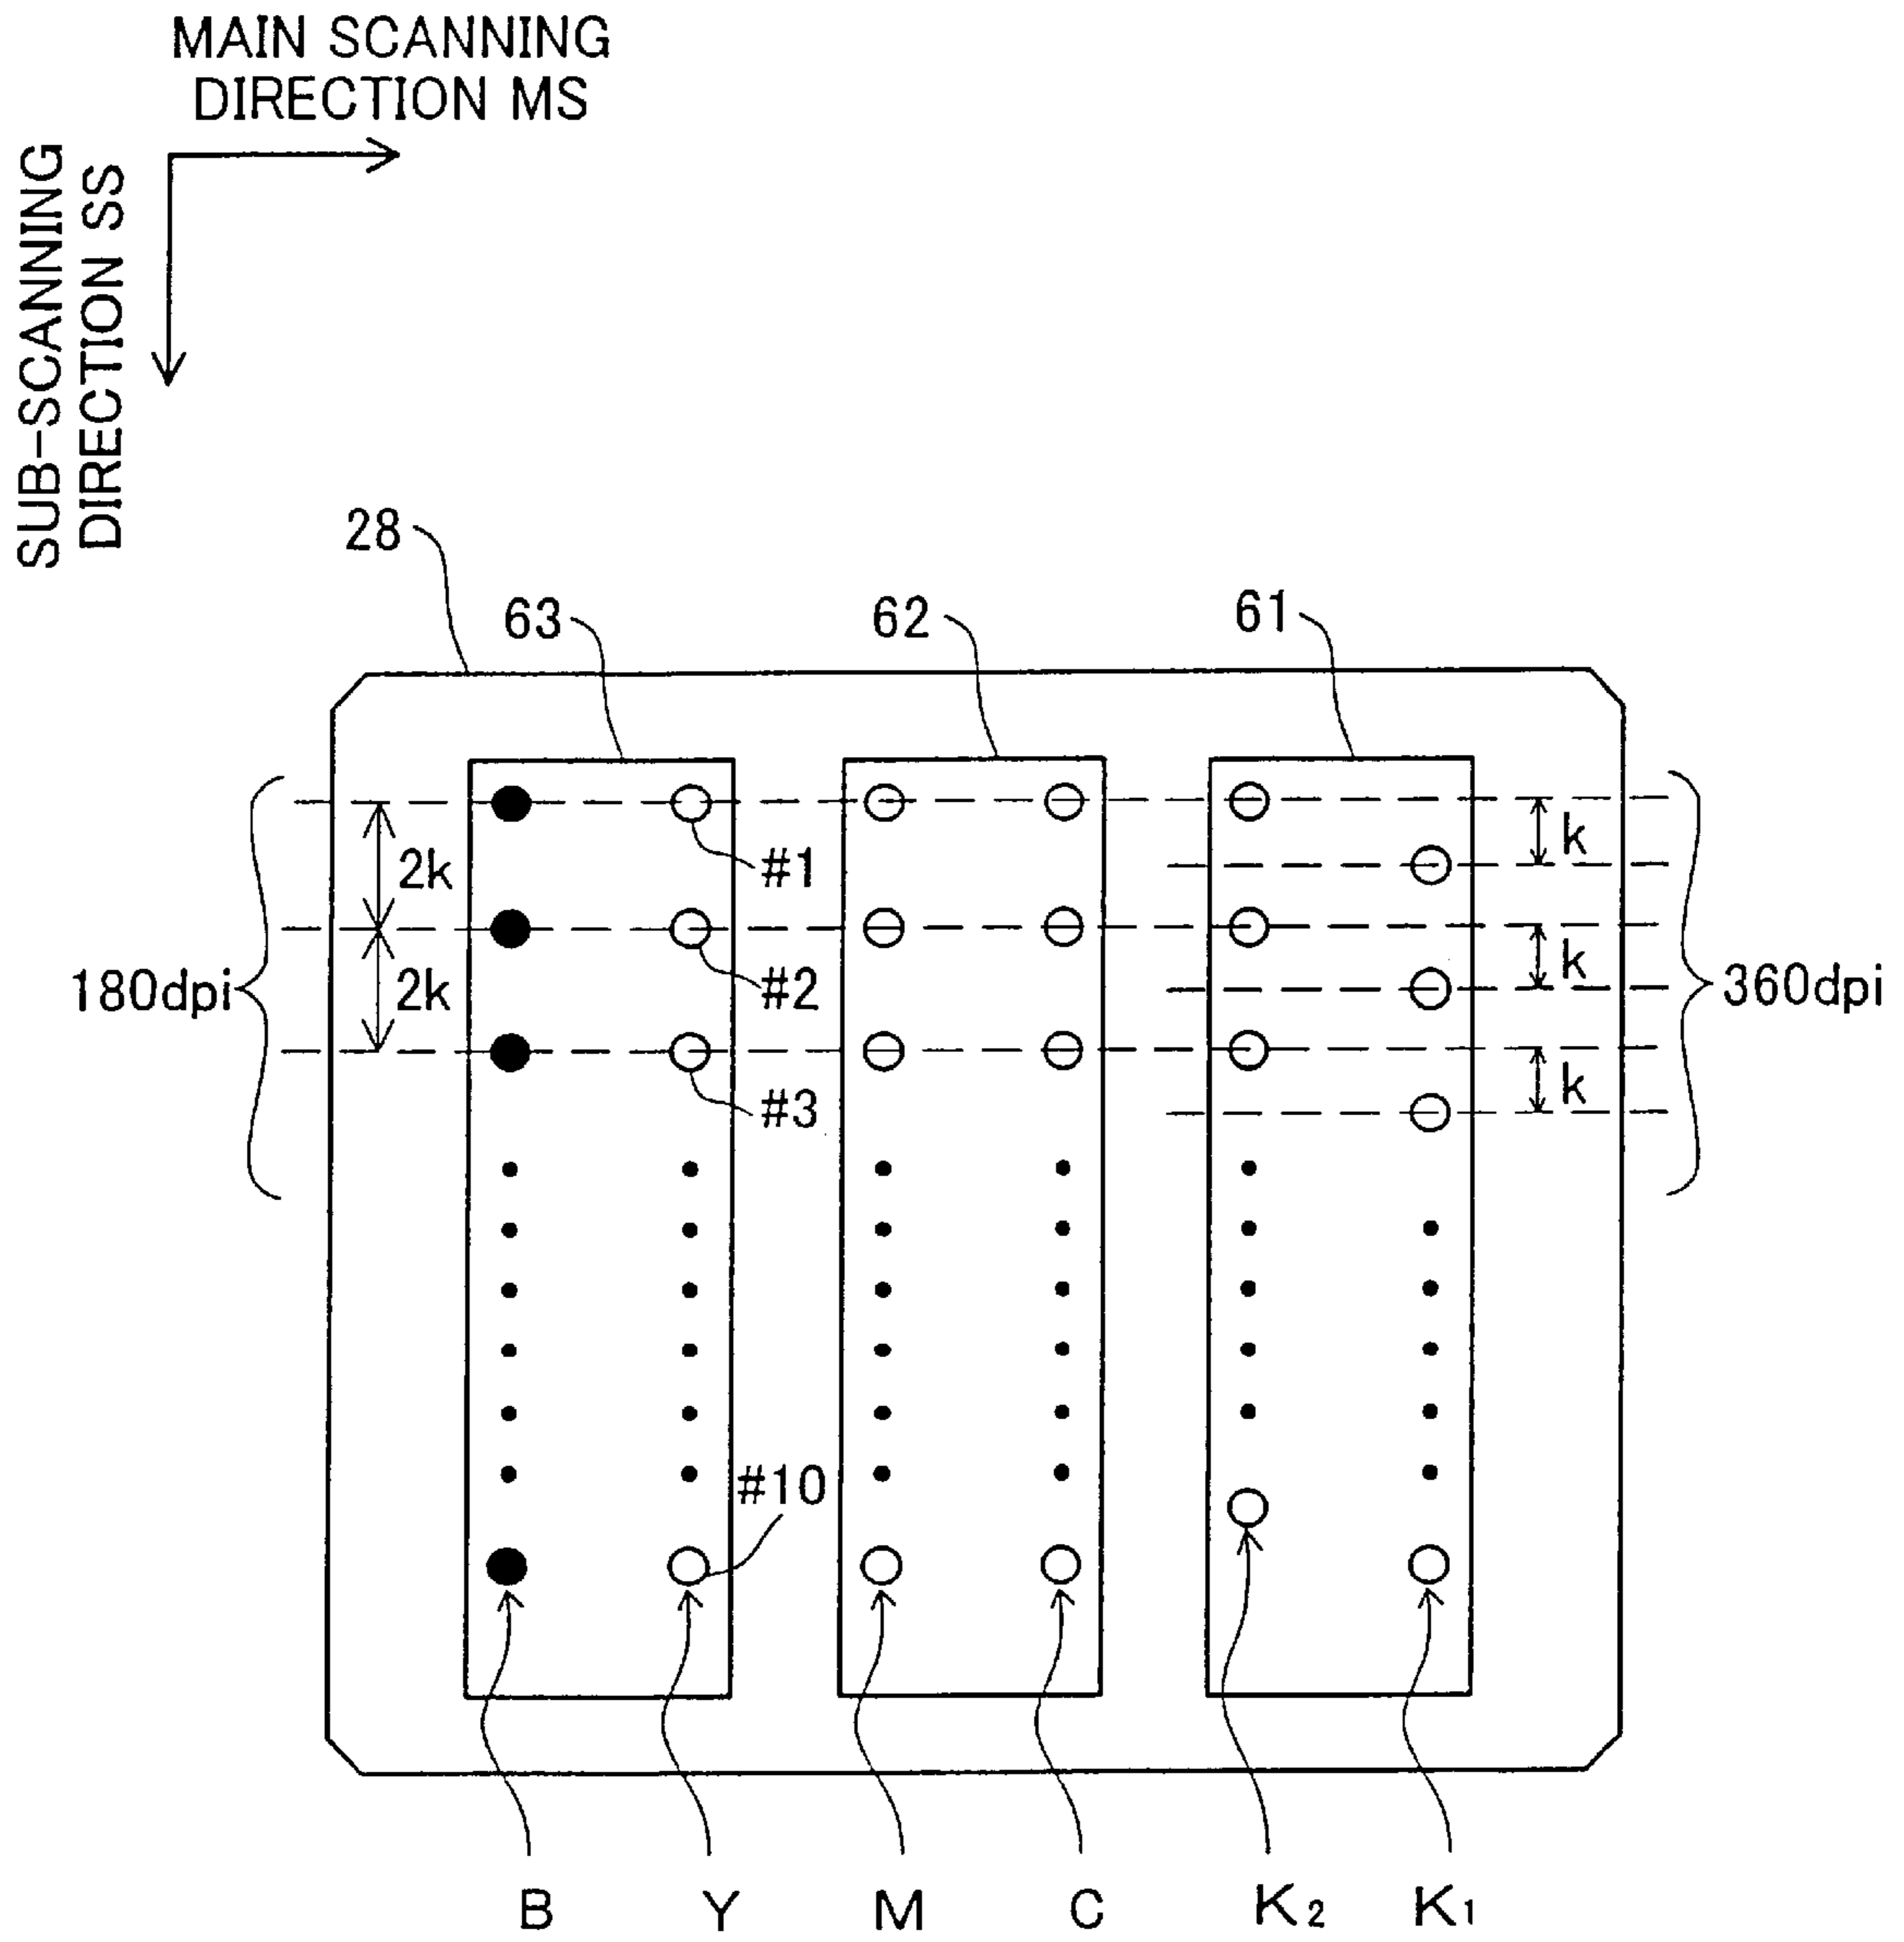 MAIN SCANNING
DIRECTION MS
SUB-SCANNING
DIRECTION SS
28
63
62
61
#1
2k
k
#2
k
180dpi
2k
360dpi
#3
k
#10
B
Y
M
C
K2
K1